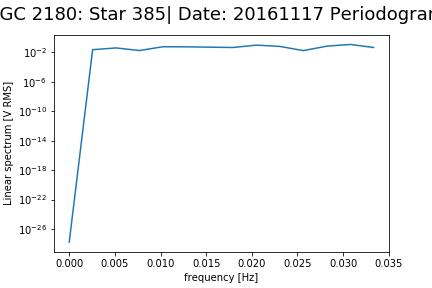 GC 2180: Star 385| Date: 20161117 Periodogram
10⁻²
10⁻⁶
10⁻¹⁰
10⁻¹⁴
10⁻¹⁸
10⁻²²
10⁻²⁶
Linear spectrum [V RMS]
0.000 0.005 0.010 0.015 0.020 0.025 0.030 0.035
frequency [Hz]